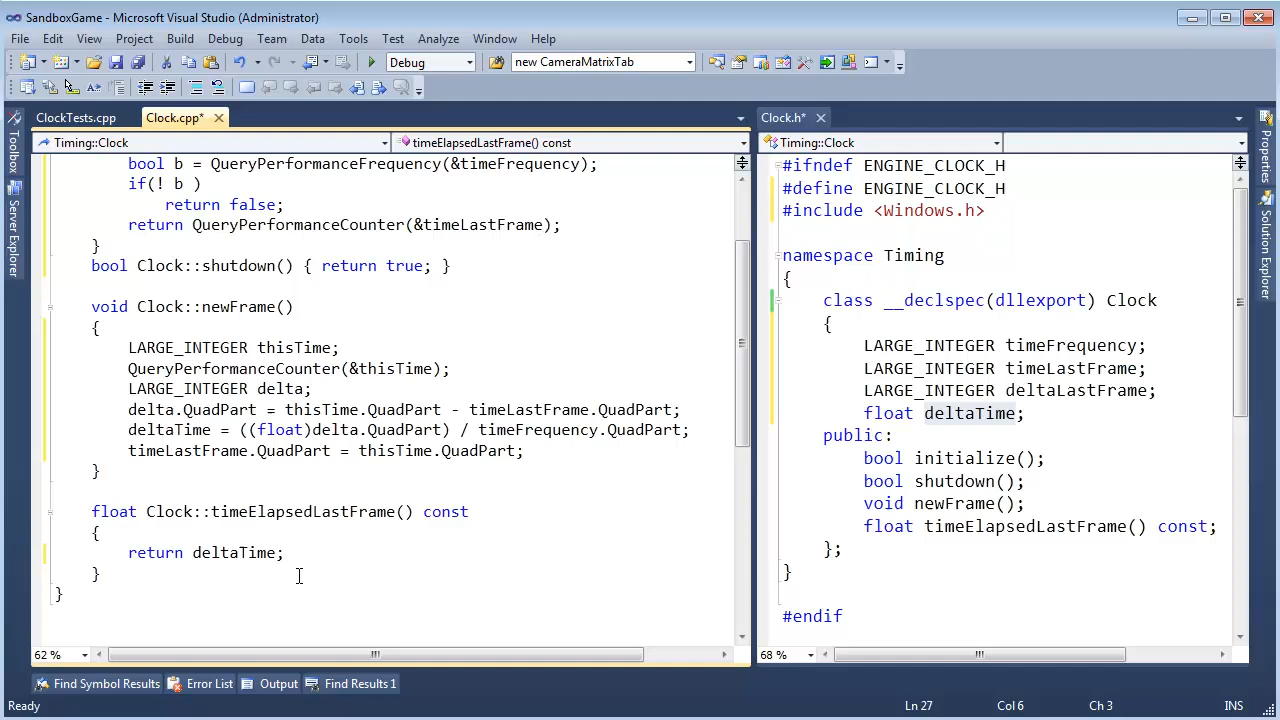 SandboxGame - Microsoft Visual Studio (Administrator)
File Edit View Project Build Debug Team Data Tools Test Analyze Window Help
Debug new CameraMatrixTab
ClockTests.cpp Clock.cpp* Clock.h*
Timing::Clock timeElapsedLastFrame() const Timing::Clock
Toolbox
Server Explorer
bool b = QueryPerformanceFrequency(&timeFrequency);
if(! b )
return false;
return QueryPerformanceCounter(&timeLastFrame);
}
bool Clock::shutdown() { return true; }
void Clock::newFrame()
{
LARGE_INTEGER thisTime;
QueryPerformanceCounter(&thisTime);
LARGE_INTEGER delta;
delta.QuadPart = thisTime.QuadPart - timeLastFrame.QuadPart;
deltaTime = ((float)delta.QuadPart) / timeFrequency.QuadPart;
timeLastFrame.QuadPart = thisTime.QuadPart;
}
float Clock::timeElapsedLastFrame() const
{
return deltaTime;
}
}
62 %
#ifndef ENGINE_CLOCK_H
#define ENGINE_CLOCK_H
#include <Windows.h>
namespace Timing
{
class __declspec(dllexport) Clock
{
LARGE_INTEGER timeFrequency;
LARGE_INTEGER timeLastFrame;
LARGE_INTEGER deltaLastFrame;
float deltaTime;
public:
bool initialize();
bool shutdown();
void newFrame();
float timeElapsedLastFrame() const;
};
}
#endif
68 %
Properties
Solution Explorer
Find Symbol Results Error List Output Find Results 1
Ready Ln 27 Col 6 Ch 3 INS